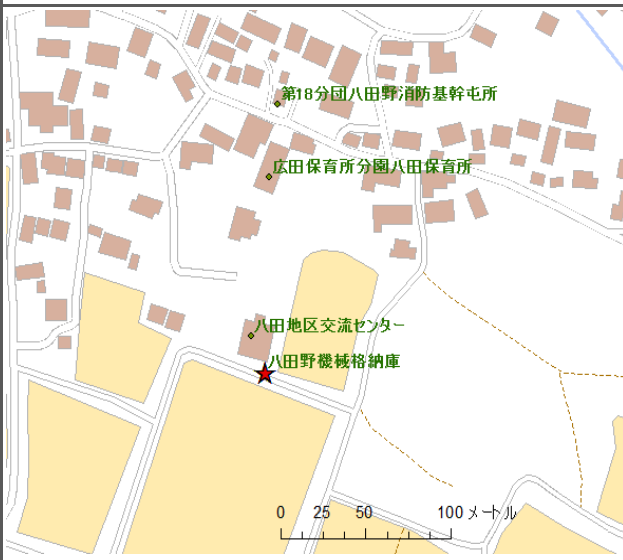 第18分団八田野消防基幹屯所
広田保育所分園八田保育所
八田地区交流センター
八田野機械格納庫
0 25 50 100 メートル